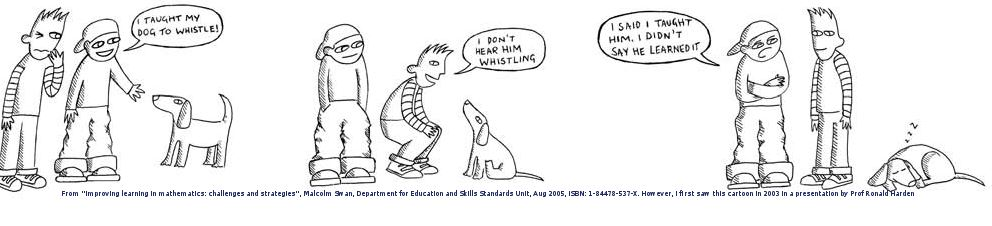 I TAUGHT MY
DOG TO WHISTLE!
I DON'T
HEAR HIM
WHISTLING
I SAID I TAUGHT
HIM. I DIDN'T
SAY HE LEARNED IT
z z z
From "Improving learning in mathematics: challenges and strategies", Malcolm Swan, Department for Education and Skills Standards Unit, Aug 2005, ISBN: 1-84478-537-X. However, I first saw this cartoon in 2003 in a presentation by Prof Ronald Harden